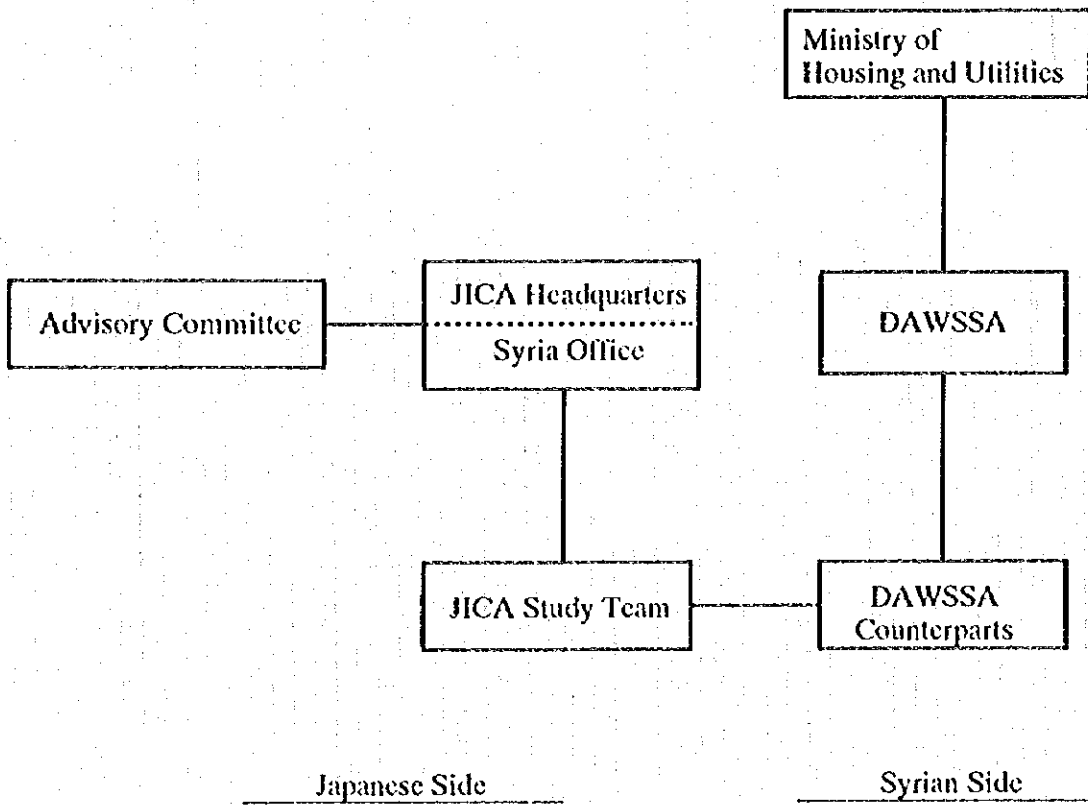 Ministry of
Housing and Utilities
Advisory Committee
JICA Headquarters
Syria Office
DAWSSA
JICA Study Team
DAWSSA
Counterparts
Japanese Side
Syrian Side